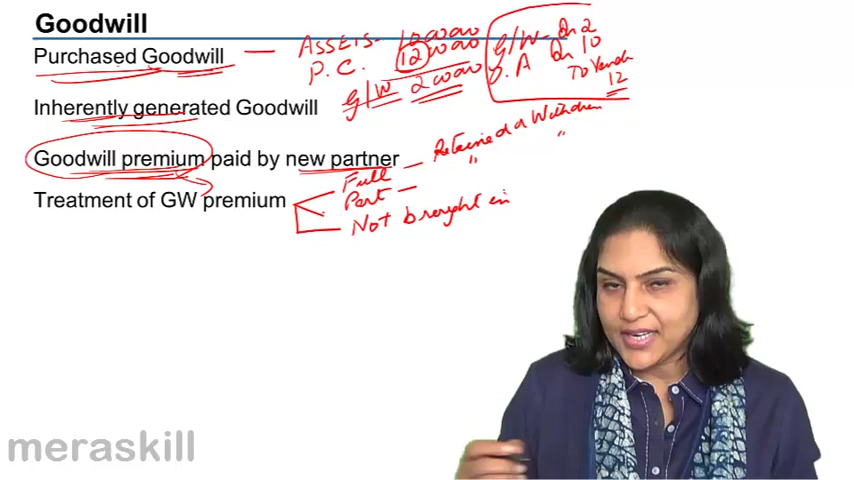 Goodwill
Purchased Goodwill — ASSETS - 1000000
P.C. 1200000
G/W 200000
G/W - Dr 2
S. A Dr 10
To Vendor
12
Inherently generated Goodwill
Goodwill premium paid by new partner
Treatment of GW premium
Full — Retained or Withdrawn
Part — " "
Not brought in
meraskill